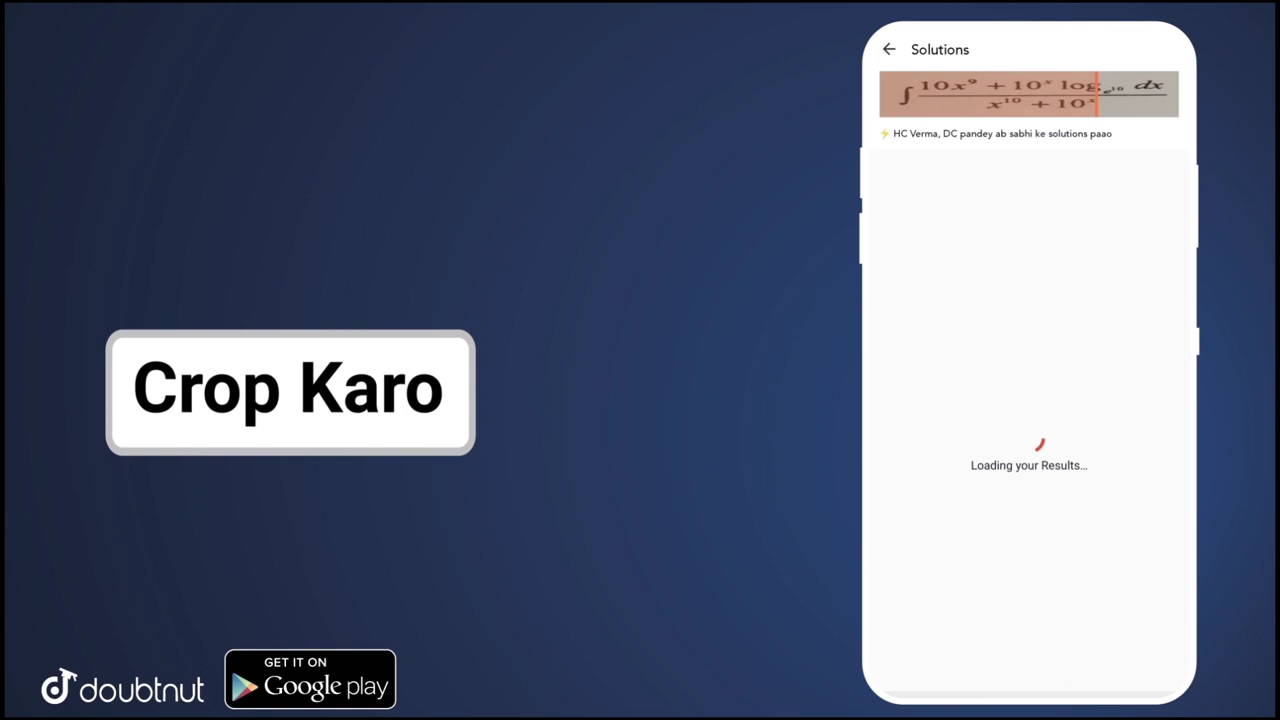 Solutions
∫ 10x⁹ + 10ˣ logₑ10 dx
x¹⁰ + 10ˣ
⚡ HC Verma, DC pandey ab sabhi ke solutions paao
Crop Karo
Loading your Results...
doubtnut
GET IT ON
Google play